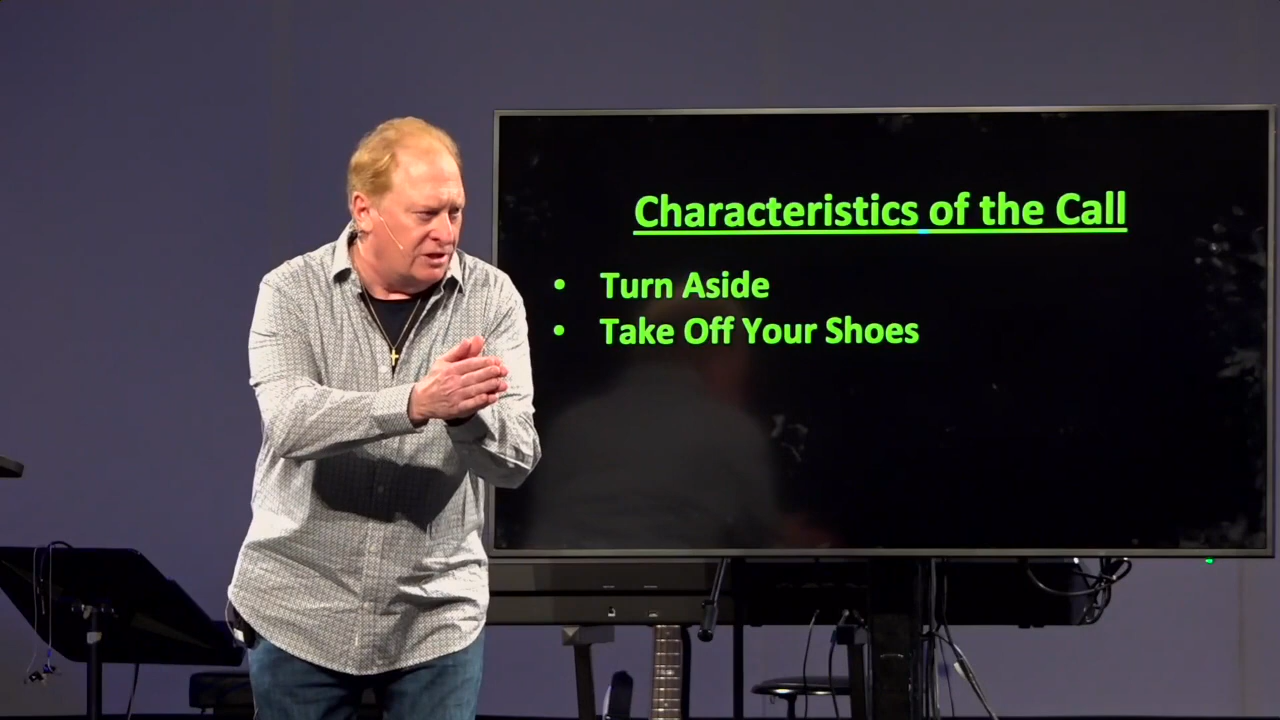 Characteristics of the Call
• Turn Aside
• Take Off Your Shoes